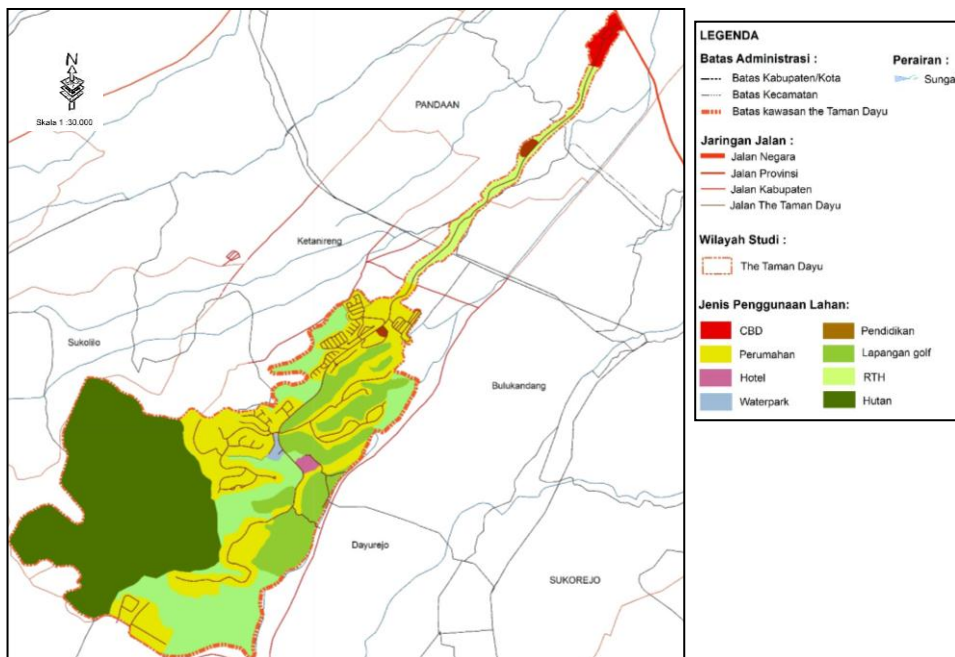 N
Skala 1 :30.000
PANDAAN
Ketanireng
Sukolilo
Bulukandang
Dayurejo
SUKOREJO
LEGENDA
Batas Administrasi :
Batas Kabupaten/Kota
Batas Kecamatan
Batas kawasan the Taman Dayu
Perairan :
Sunga
Jaringan Jalan :
Jalan Negara
Jalan Provinsi
Jalan Kabupaten
Jalan The Taman Dayu
Wilayah Studi :
The Taman Dayu
Jenis Penggunaan Lahan:
CBD
Perumahan
Hotel
Waterpark
Pendidikan
Lapangan golf
RTH
Hutan